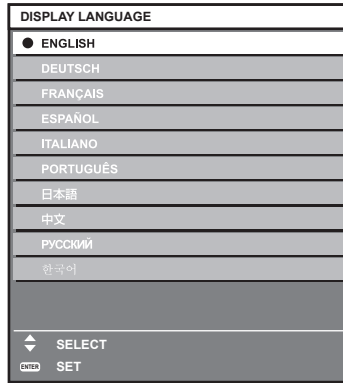 DISPLAY LANGUAGE
ENGLISH
DEUTSCH
FRANÇAIS
ESPAÑOL
ITALIANO
PORTUGUÊS
日本語
中文
РУССКИЙ
한국어
SELECT
ENTER SET